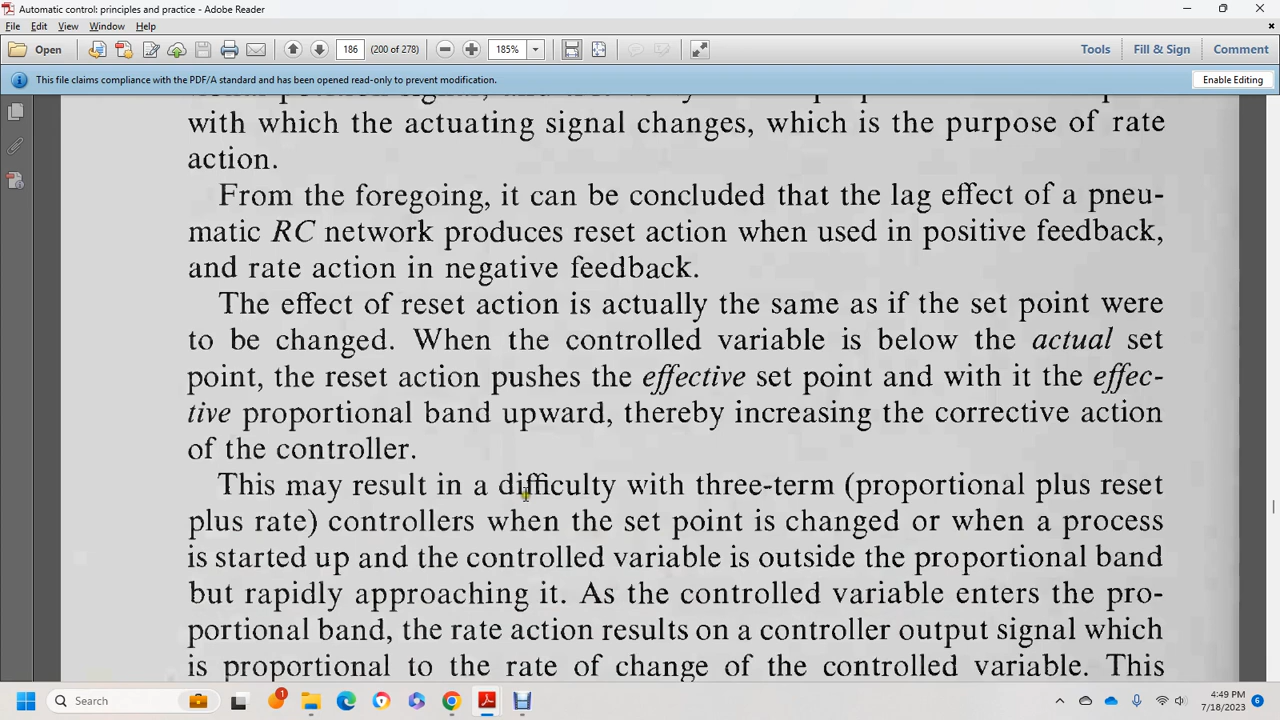 Automatic control: principles and practice - Adobe Reader
File Edit View Window Help
Open 186 (200 of 278) 185% Tools Fill & Sign Comment
This file claims compliance with the PDF/A standard and has been opened read-only to prevent modification. Enable Editing
with which the actuating signal changes, which is the purpose of rate
action.
From the foregoing, it can be concluded that the lag effect of a pneu-
matic RC network produces reset action when used in positive feedback,
and rate action in negative feedback.
The effect of reset action is actually the same as if the set point were
to be changed. When the controlled variable is below the actual set
point, the reset action pushes the effective set point and with it the effec-
tive proportional band upward, thereby increasing the corrective action
of the controller.
This may result in a difficulty with three-term (proportional plus reset
plus rate) controllers when the set point is changed or when a process
is started up and the controlled variable is outside the proportional band
but rapidly approaching it. As the controlled variable enters the pro-
portional band, the rate action results on a controller output signal which
is proportional to the rate of change of the controlled variable. This
Search 1 4:49 PM
7/18/2023 6